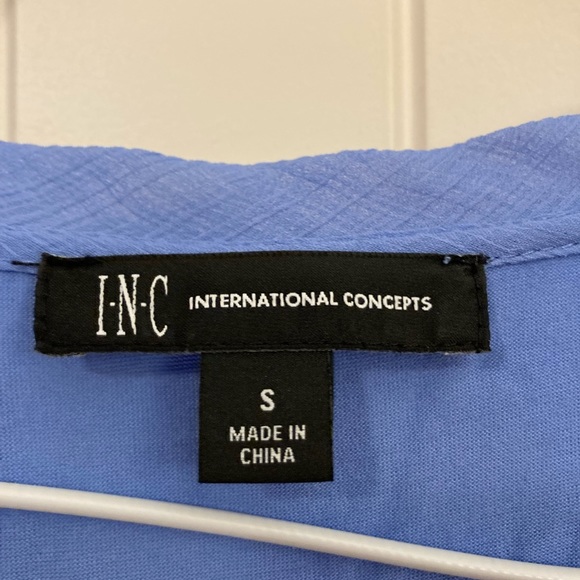 I·N·C INTERNATIONAL CONCEPTS
S
MADE IN
CHINA